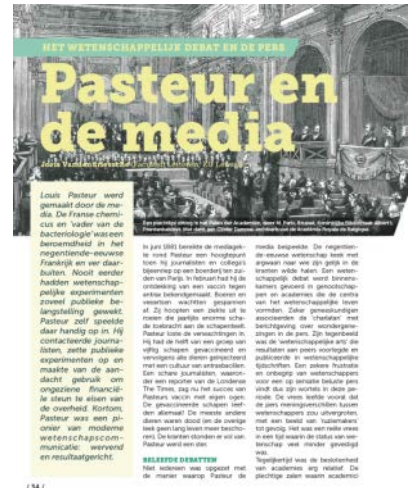 HET WETENSCHAPPELIJK DEBAT EN DE PERS
Pasteur en
de media
Louis Pasteur werd
gemaakt door de me-
dia. De Franse chemi-
cus en 'vader van de
bacteriologie' was een
beroemdheid in het
negentiende-eeuwse
Frankrijk en ver daar-
buiten. Nooit eerder
hadden wetenschap-
pelijke experimenten
zoveel publieke be-
langstelling gewekt.
Pasteur zelf speelde
daar handig op in. Hij
contacteerde journa-
listen, zette publieke
experimenten op en
maakte van de aan-
dacht gebruik om
ongeziene financië-
le steun te eisen van
de overheid. Kortom,
Pasteur was een pi-
onier van moderne
wetenschapscom-
municatie: wervend
en resultaatgericht.
In juni 1881 bereikte de mediagek-
te rond Pasteur een hoogtepunt
toen hij journalisten en collega's
bijeenriep op een boerderij ten zui-
den van Parijs. In februari had hij de
ontdekking van een vaccin tegen
antrax bekendgemaakt. Boeren en
veeartsen wachtten gespannen
af. Zij hoopten een ziekte uit te
roeien die jaarlijks enorme scha-
de toebracht aan de schapenteelt.
Pasteur loste de verwachtingen in.
Hij had de helft van een groep van
vijftig schapen gevaccineerd en
vervolgens alle dieren geïnjecteerd
met een cultuur van antraxbacillen.
Een schare journalisten, waaron-
der een reporter van de Londense
The Times, zag nu het succes van
Pasteurs vaccin met eigen ogen.
De gevaccineerde schapen leef-
den allemaal! De meeste andere
dieren waren dood (en de overige
leek geen lang leven meer bescho-
ren). De kranten stonden er vol van.
Pasteur werd een ster.
BELEEFDE DEBATTEN
Niet iedereen was opgezet met
de manier waarop Pasteur de
media bespeelde. De negentien-
de-eeuwse wetenschap keek met
argwaan naar wie zijn gelijk in de
kranten wilde halen. Een weten-
schappelijk debat werd binnens-
kamers gevoerd in genootschap-
pen en academies die de centra
van het wetenschappelijke leven
vormden. Zeker geneeskundigen
associeerden de 'charlatan' met
berichtgeving over wondergene-
zingen in de pers. Zijn tegenbeeld
was de 'wetenschappelijke arts' die
resultaten aan peers voorlegde en
publiceerde in wetenschappelijke
tijdschriften. Een zekere frustratie
en onbegrip van wetenschappers
voor een op sensatie beluste pers
vindt dus zijn wortels in deze pe-
riode. De vrees leefde vooral dat
de pers meningsverschillen tussen
wetenschappers zou uitvergroten,
met een beeld van 'ruziemakers'
tot gevolg. Het was een reële vrees
in een tijd waarin de status van we-
tenschap veel minder gevestigd
was.
Tegelijkertijd was de beslotenheid
van academies erg relatief. De
plechtige zalen waarin academici
/ 54 /